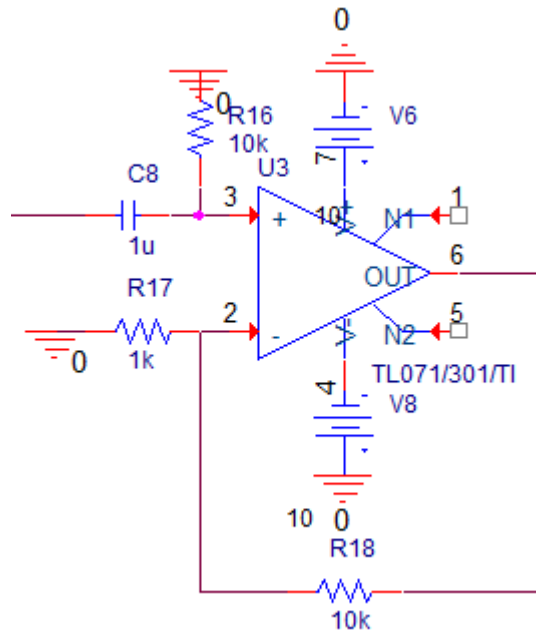 0
0
R16
10k
V6
7
C8
U3
3
+
10
V+
N1
1
1u
OUT
6
R17
2
-
V-
N2
5
0
1k
4
TL071/301/TI
V8
10
0
R18
10k